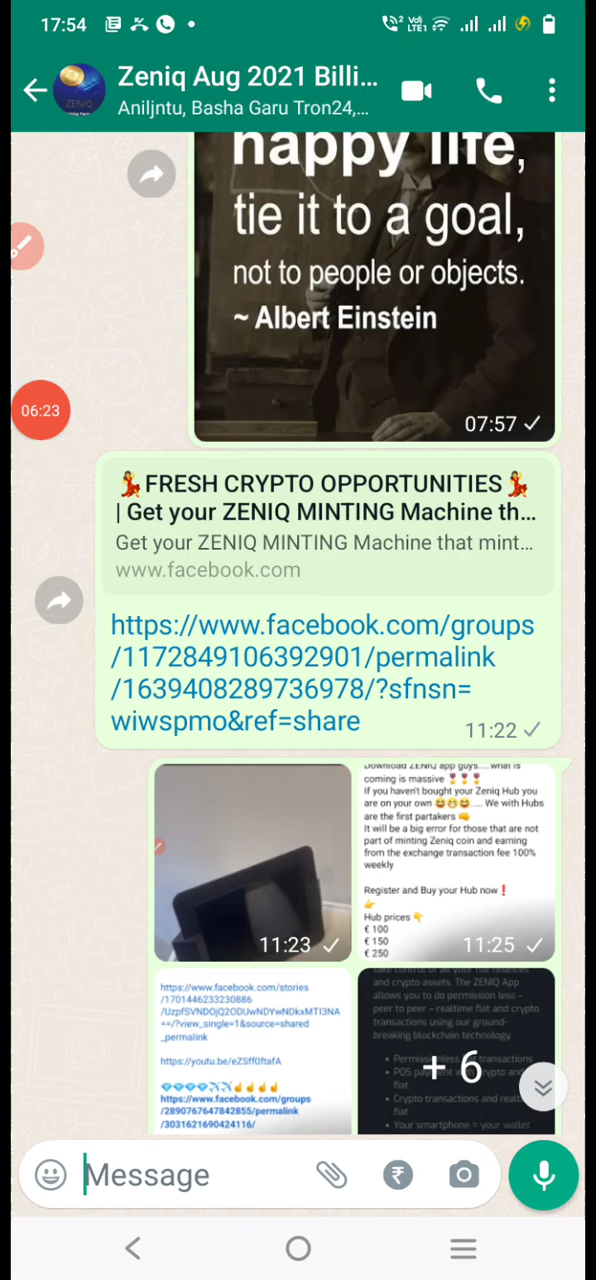 17:54
Zeniq Aug 2021 Billi...
Aniljntu, Basha Garu Tron24,...
ZENIQ
happy life,
tie it to a goal,
not to people or objects.
~ Albert Einstein
07:57
06:23
💃FRESH CRYPTO OPPORTUNITIES💃
| Get your ZENIQ MINTING Machine th...
Get your ZENIQ MINTING Machine that mint...
www.facebook.com
https://www.facebook.com/groups
/1172849106392901/permalink
/1639408289736978/?sfnsn=
wiwspmo&ref=share
11:22
11:23
Download ZENIQ app guys.....what is
coming is massive 🎖🎖🎖
If you haven't bought your Zeniq Hub you
are on your own 😂😁😂..... We with Hubs
are the first partakers 👊
It will be a big error for those that are not
part of minting Zeniq coin and earning
from the exchange transaction fee 100%
weekly
Register and Buy your Hub now❗
👉
Hub prices 👇
€ 100
€ 150
€ 250
11:25
https://www.facebook.com/stories
/1701446233230886
==/?view_single=1&source=shared
_permalink
https://youtu.be/eZSff0ftafA
💎💎💎💎✈✈☝☝☝☝
https://www.facebook.com/groups
/2890767647842855/permalink
/3031621690424116/
take control of all your fiat finances
and crypto assets. The ZENIQ App
allows you to do permission less –
peer to peer – realtime fiat and crypto
transactions using our ground-
breaking blockchain technology.
• transactions
• POS payment crypto and
fiat
• Crypto transactions and
fiat
• Your smartphone = your wallet
+ 6
Message